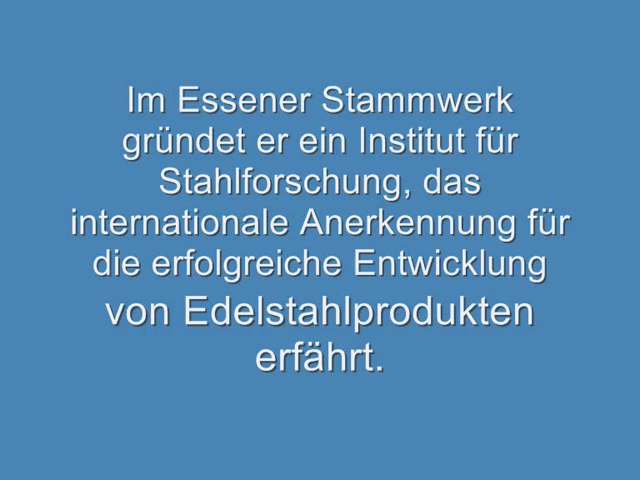 Im Essener Stammwerk
gründet er ein Institut für
Stahlforschung, das
internationale Anerkennung für
die erfolgreiche Entwicklung
von Edelstahlprodukten
erfährt.